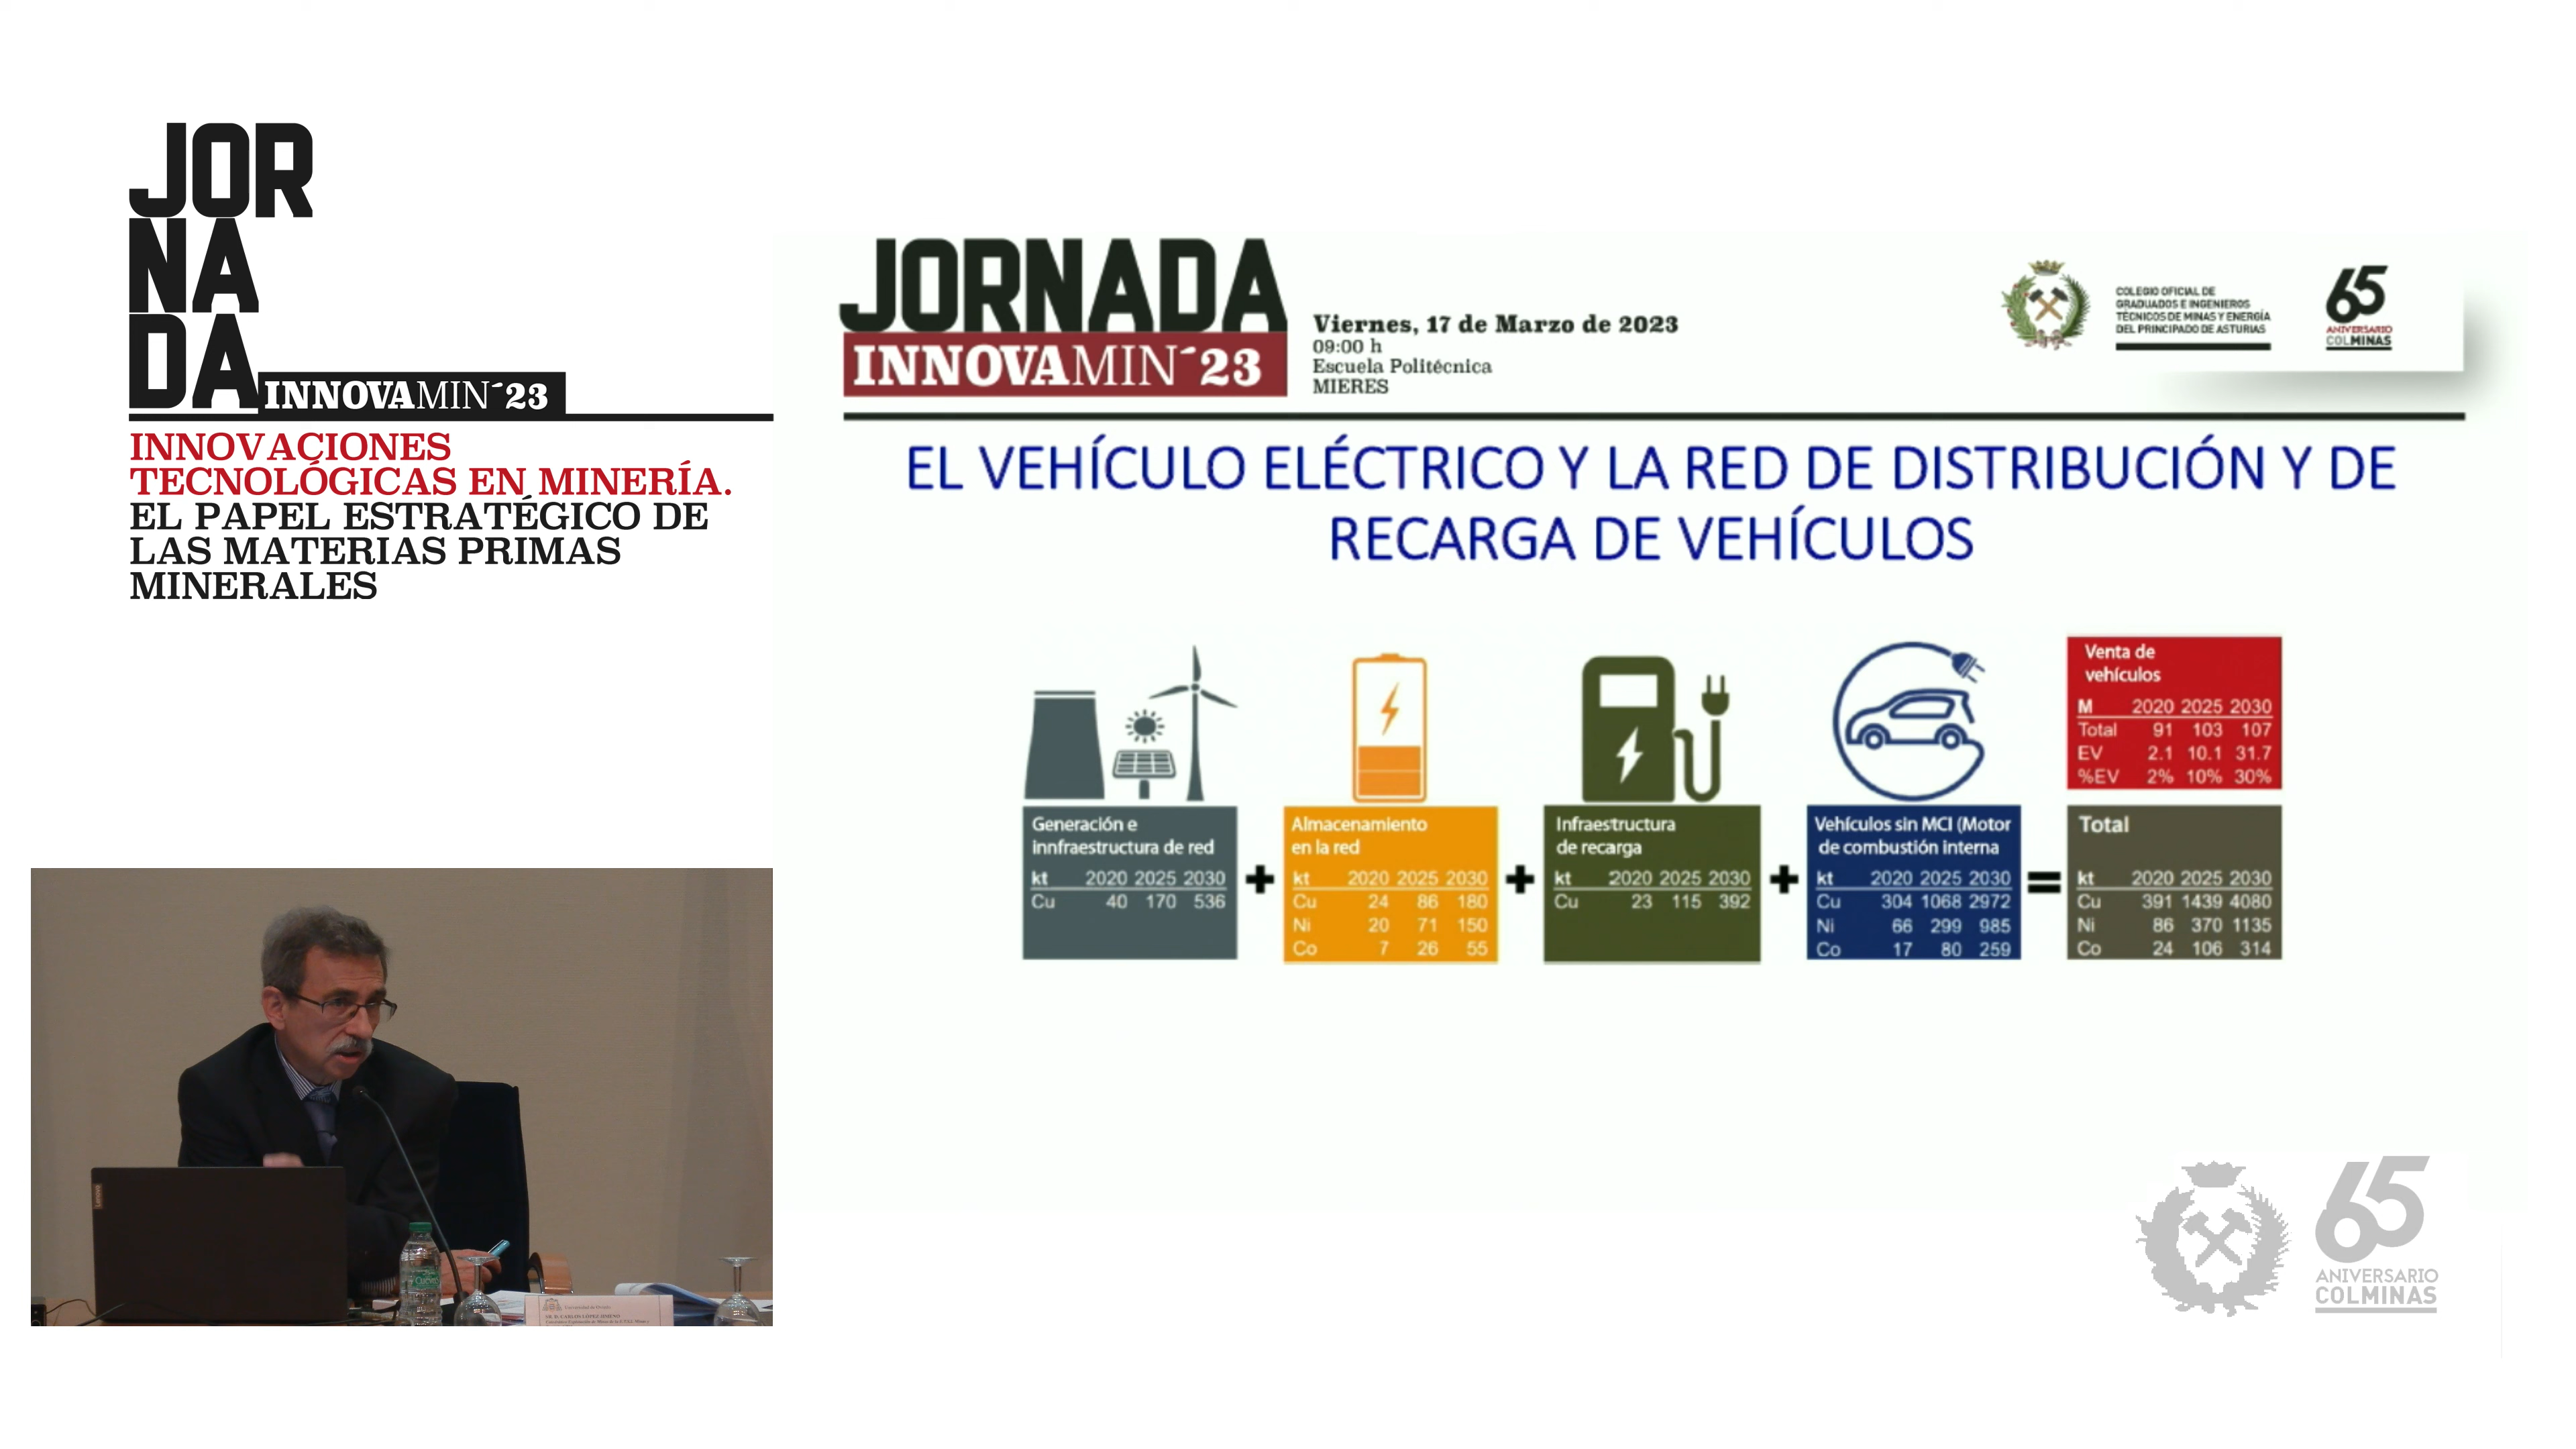 JOR
NA
DA
INNOVAMIN´23
INNOVACIONES
TECNOLÓGICAS EN MINERÍA.
EL PAPEL ESTRATÉGICO DE
LAS MATERIAS PRIMAS
MINERALES
JORNADA
INNOVAMIN´23
Viernes, 17 de Marzo de 2023
09:00 h
Escuela Politécnica
MIERES
COLEGIO OFICIAL DE
GRADUADOS E INGENIEROS
TÉCNICOS DE MINAS Y ENERGÍA
DEL PRINCIPADO DE ASTURIAS
65
ANIVERSARIO
COLMINAS
EL VEHÍCULO ELÉCTRICO Y LA RED DE DISTRIBUCIÓN Y DE
RECARGA DE VEHÍCULOS
Venta de
vehículos
M 2020 2025 2030
Total 91 103 107
EV 2.1 10.1 31.7
%EV 2% 10% 30%
Generación e
innfraestructura de red
kt 2020 2025 2030
Cu 40 170 536
+
Almacenamiento
en la red
kt 2020 2025 2030
Cu 24 86 180
Ni 20 71 150
Co 7 26 55
+
Infraestructura
de recarga
kt 2020 2025 2030
Cu 23 115 392
+
Vehículos sin MCI (Motor
de combustión interna
kt 2020 2025 2030
Cu 304 1068 2972
Ni 66 299 985
Co 17 80 259
=
Total
kt 2020 2025 2030
Cu 391 1439 4080
Ni 86 370 1135
Co 24 106 314
Lenovo
Universidad de Oviedo
SR. D. CARLOS LÓPEZ JIMENO
65
ANIVERSARIO
COLMINAS